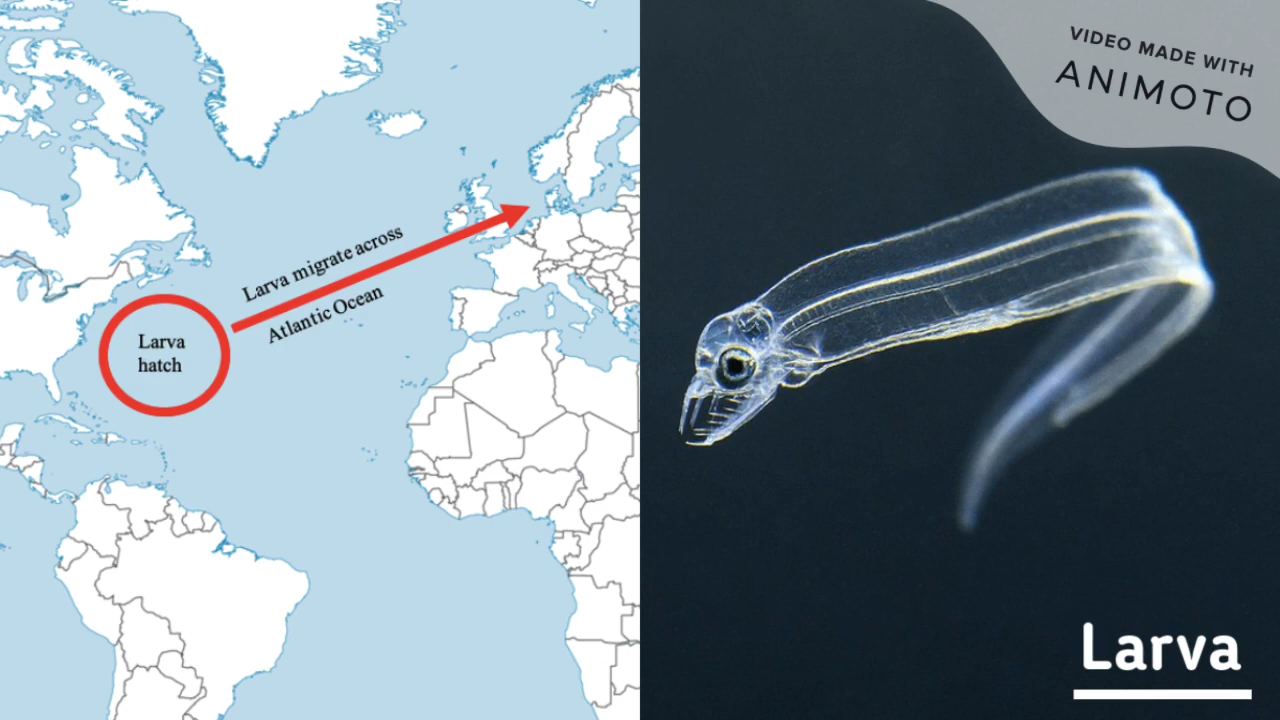 Larva
hatch
Larva migrate across
Atlantic Ocean
VIDEO MADE WITH
ANIMOTO
Larva